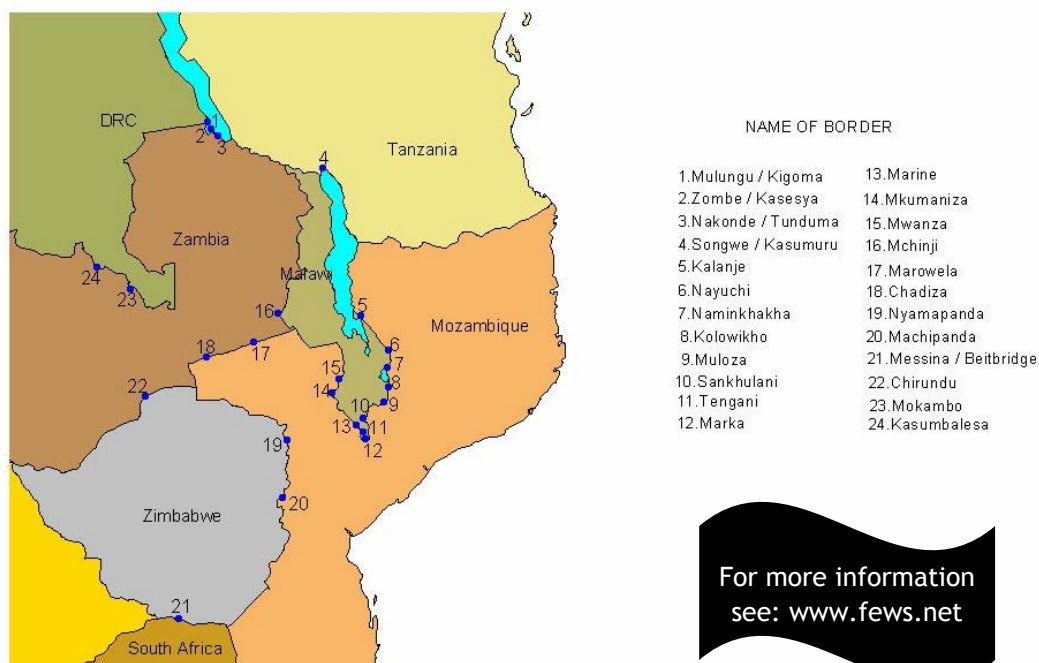 DRC
1
2
3
Tanzania
4
Zambia
Malawi
24
23
16
5
Mozambique
6
18
17
7
15
8
14
22
9
10
13
11
12
19
20
Zimbabwe
21
South Africa
NAME OF BORDER
1.Mulungu / Kigoma
2.Zombe / Kasesya
3.Nakonde / Tunduma
4.Songwe / Kasumuru
5.Kalanje
6.Nayuchi
7.Naminkhakha
8.Kolowikho
9.Muloza
10.Sankhulani
11.Tengani
12.Marka
13.Marine
14.Mkumaniza
15.Mwanza
16.Mchinji
17.Marowela
18.Chadiza
19.Nyamapanda
20.Machipanda
21.Messina / Beitbridge
22.Chirundu
23.Mokambo
24.Kasumbalesa
For more information
see: www.fews.net